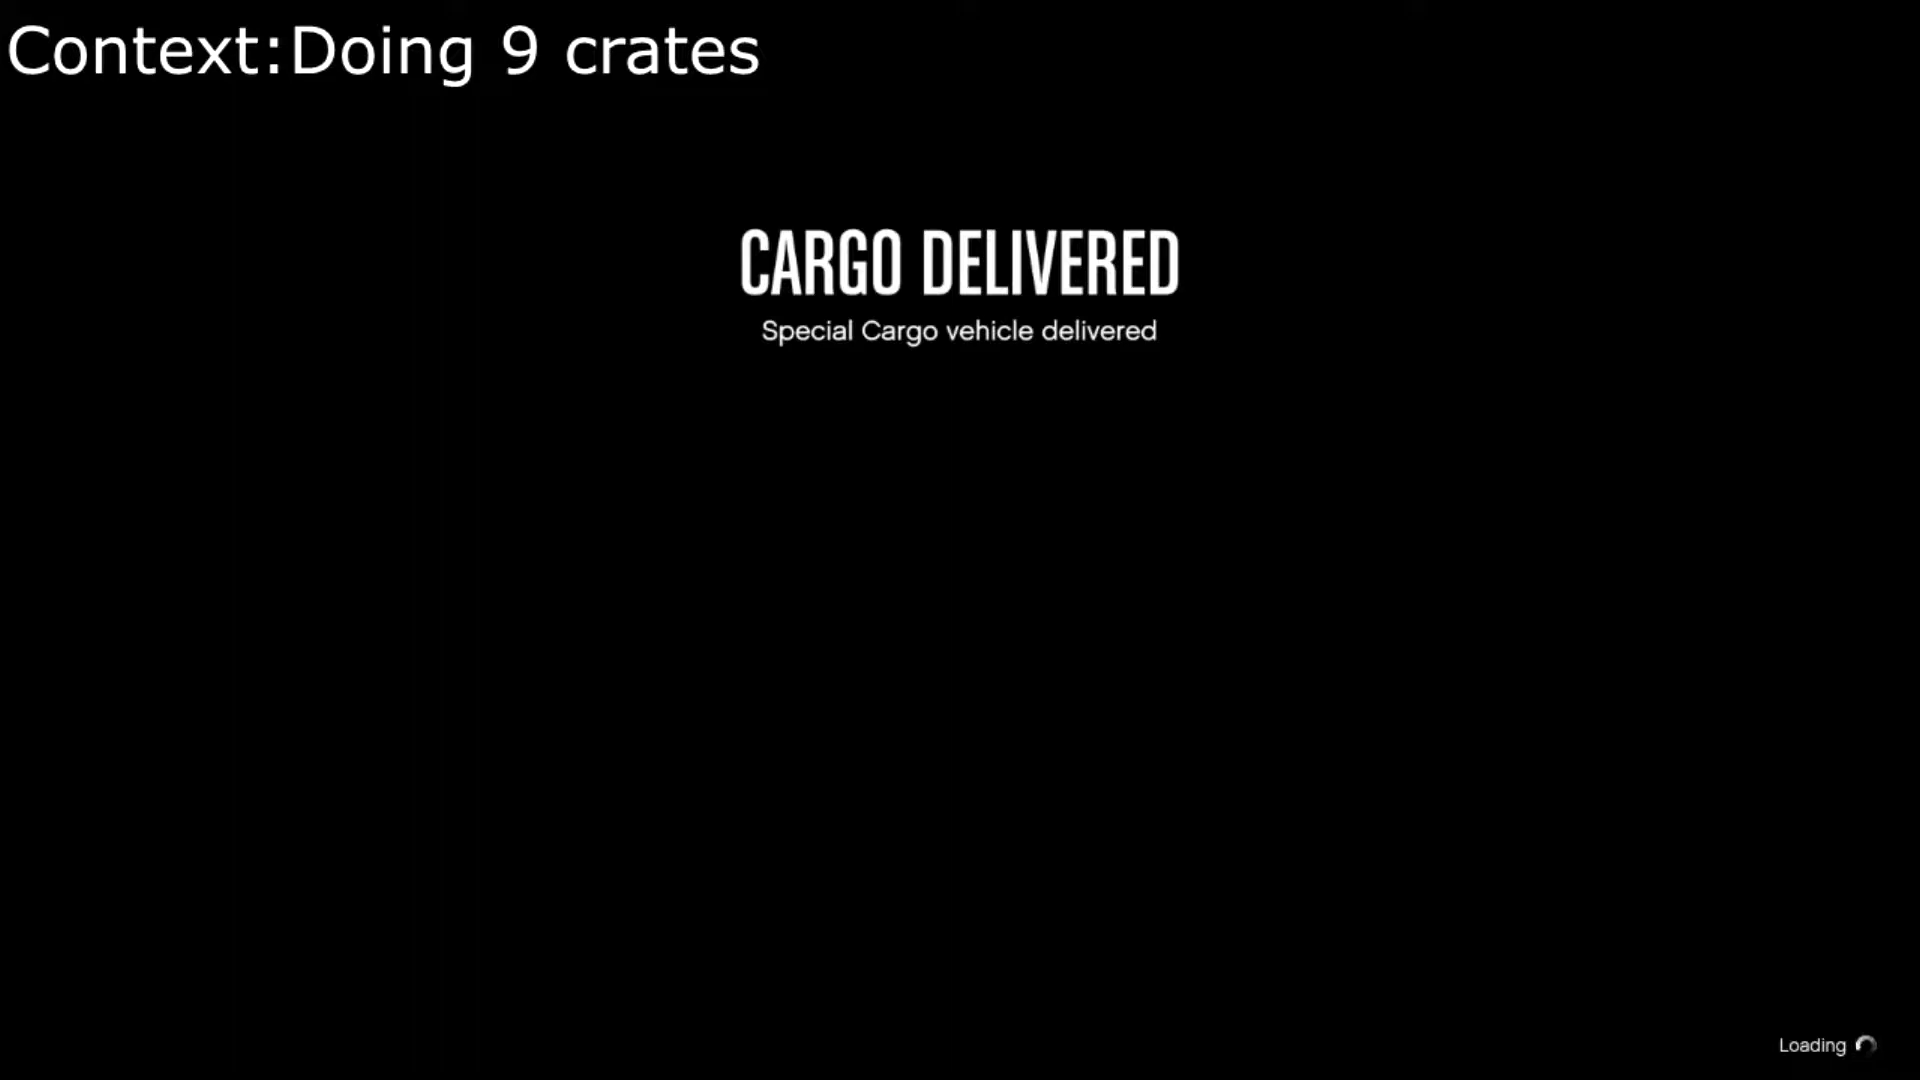 Context:Doing 9 crates
CARGO DELIVERED
Special Cargo vehicle delivered
Loading